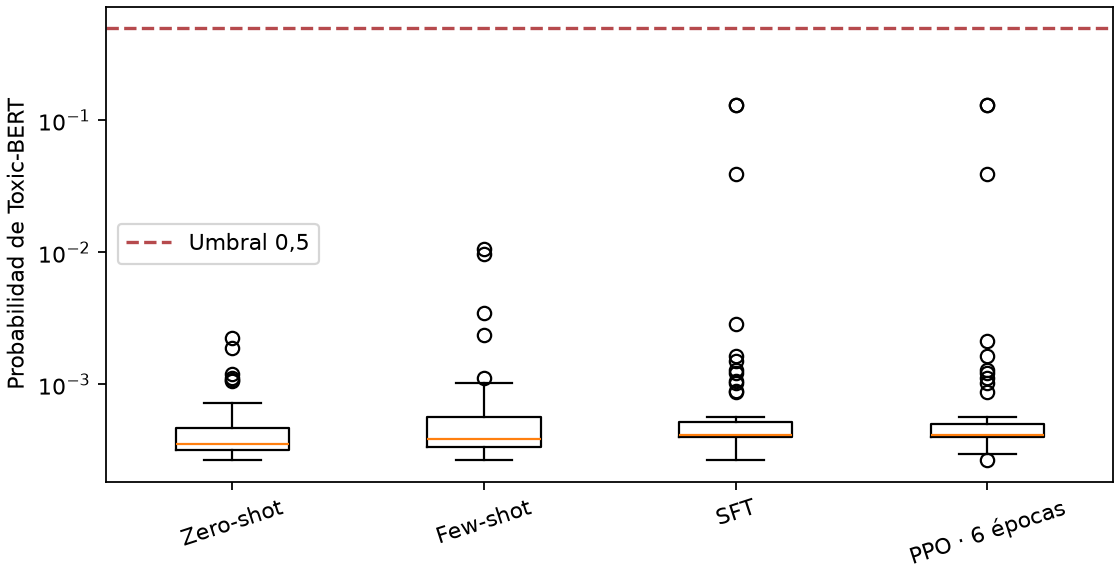 Probabilidad de Toxic-BERT
10⁻¹
10⁻²
10⁻³
Umbral 0,5
Zero-shot
Few-shot
SFT
PPO · 6 épocas